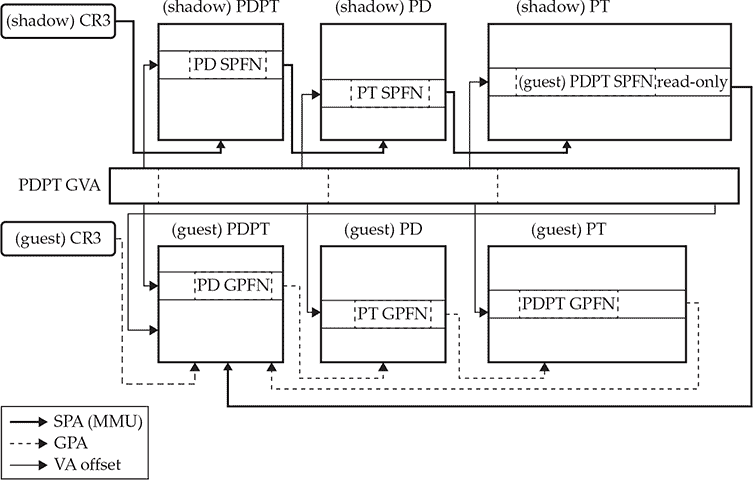 (shadow) CR3
(shadow) PDPT
(shadow) PD
(shadow) PT
PD SPFN
PT SPFN
(guest) PDPT SPFN read-only
PDPT GVA
(guest) CR3
(guest) PDPT
(guest) PD
(guest) PT
PD GPFN
PT GPFN
PDPT GPFN
SPA (MMU)
GPA
VA offset